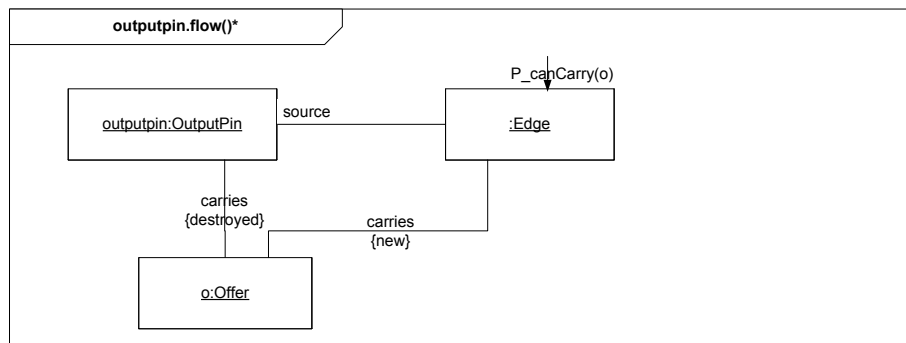 outputpin.flow()*
P_canCarry(o)
outputpin:OutputPin
source
:Edge
carries
{destroyed}
carries
{new}
o:Offer